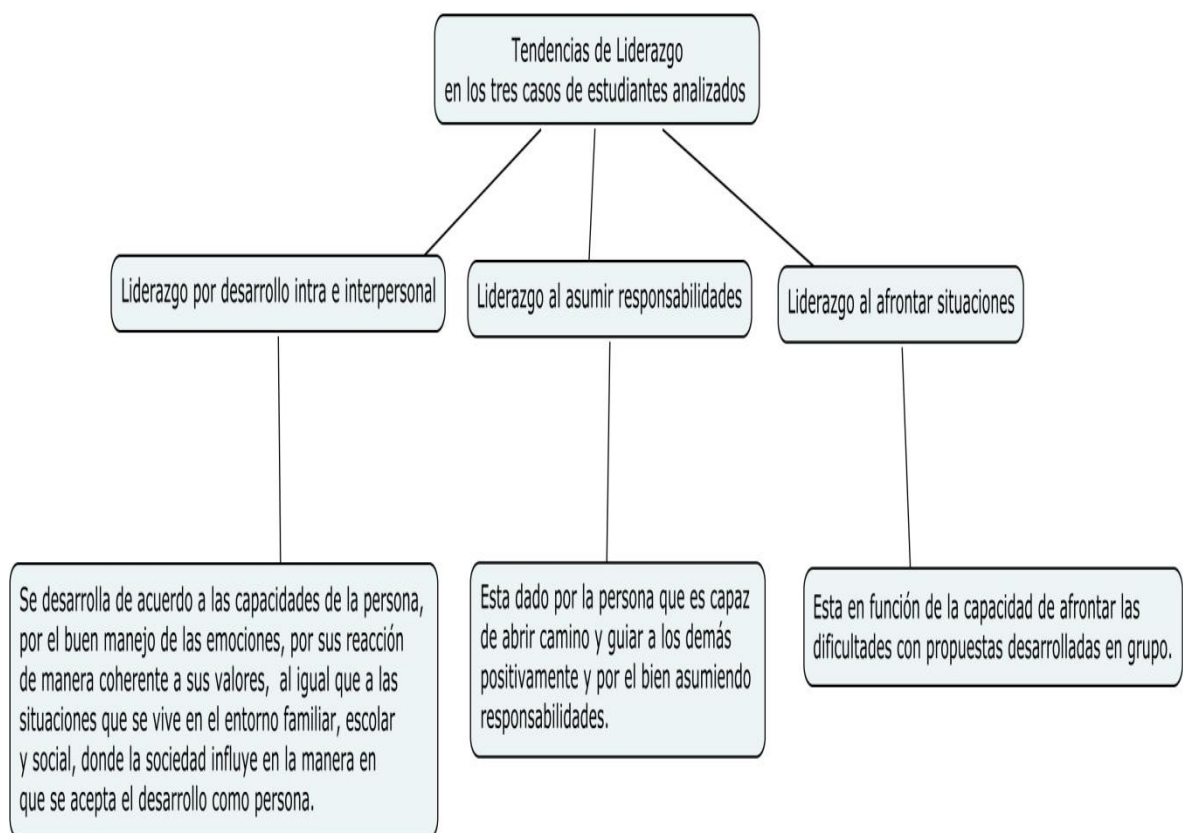 Tendencias de Liderazgo
en los tres casos de estudiantes analizados
Liderazgo por desarrollo intra e interpersonal
Liderazgo al asumir responsabilidades
Liderazgo al afrontar situaciones
Se desarrolla de acuerdo a las capacidades de la persona,
por el buen manejo de las emociones, por sus reacción
de manera coherente a sus valores, al igual que a las
situaciones que se vive en el entorno familiar, escolar
y social, donde la sociedad influye en la manera en
que se acepta el desarrollo como persona.
Esta dado por la persona que es capaz
de abrir camino y guiar a los demás
positivamente y por el bien asumiendo
responsabilidades.
Esta en función de la capacidad de afrontar las
dificultades con propuestas desarrolladas en grupo.